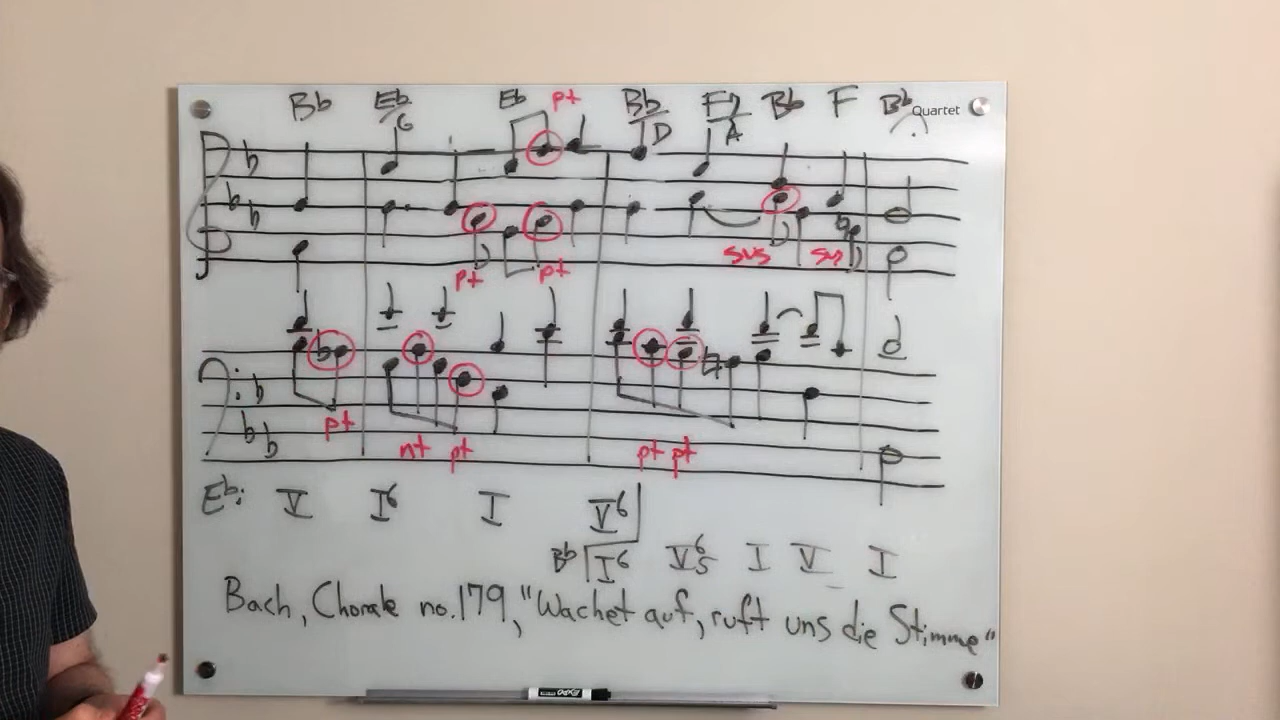 Bb Eb/G Eb pt Bb/D F7/A Bb F Bb
Quartet
pt pt sus sus
pt nt pt pt pt
Eb: V I6 I V6
Bb I6 V6/5 I V I
Bach, Chorale no.179, "Wachet auf, ruft uns die Stimme"